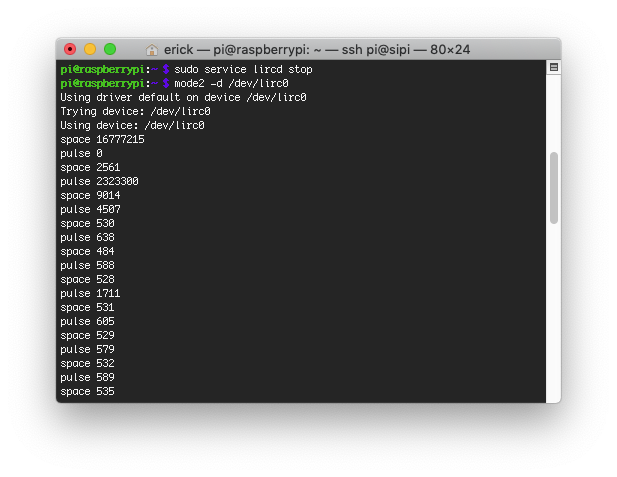 erick — pi@raspberrypi: ~ — ssh pi@sipi — 80×24
pi@raspberrypi:~ $ sudo service lircd stop
pi@raspberrypi:~ $ mode2 -d /dev/lirc0
Using driver default on device /dev/lirc0
Trying device: /dev/lirc0
Using device: /dev/lirc0
space 16777215
pulse 0
space 2561
pulse 2323300
space 9014
pulse 4507
space 530
pulse 638
space 484
pulse 588
space 528
pulse 1711
space 531
pulse 605
space 529
pulse 579
space 532
pulse 589
space 535